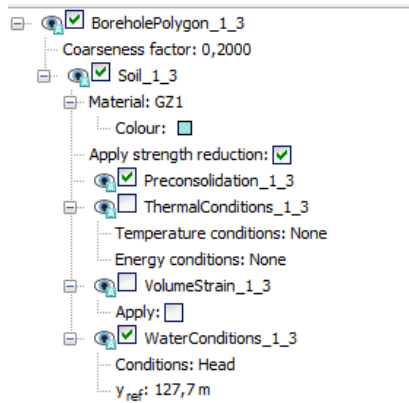 BoreholePolygon_1_3
Coarseness factor: 0,2000
Soil_1_3
Material: GZ1
Colour:
Apply strength reduction:
Preconsolidation_1_3
ThermalConditions_1_3
Temperature conditions: None
Energy conditions: None
VolumeStrain_1_3
Apply:
WaterConditions_1_3
Conditions: Head
y ref: 127,7 m